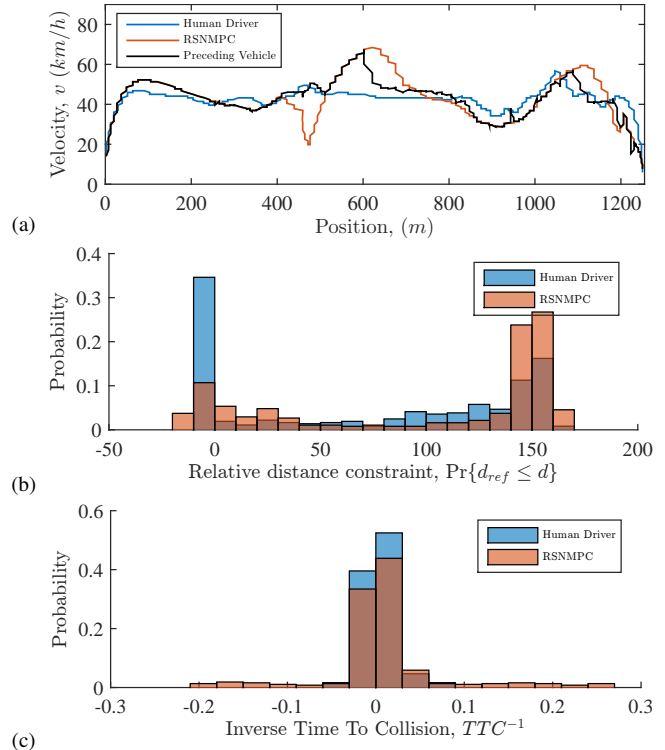 80
60
40
20
0
Velocity, v (km/h)
Human Driver
RSNMPC
Preceding Vehicle
0 200 400 600 800 1000 1200
Position, (m)
(a)
0.4
0.3
0.2
0.1
0
Probability
Human Driver
RSNMPC
-50 0 50 100 150 200
Relative distance constraint, Pr{d_ref ≤ d}
(b)
0.6
0.4
0.2
0
Probability
Human Driver
RSNMPC
-0.3 -0.2 -0.1 0 0.1 0.2 0.3
Inverse Time To Collision, TTC⁻¹
(c)